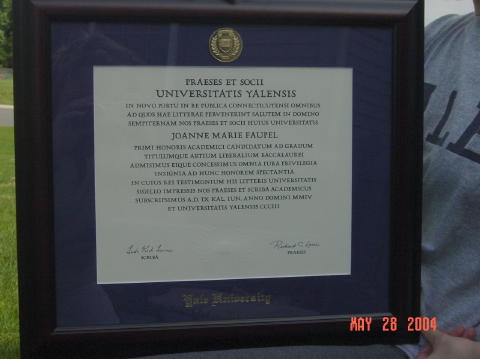 PRAESES ET SOCII
UNIVERSITATIS YALENSIS
IN NOVO PORTU IN RE PUBLICA CONNECTICUTENSI OMNIBUS
AD QUOS HAE LITTERAE PERVENERINT SALUTEM IN DOMINO
SEMPITERNAM NOS PRAESES ET SOCII HUIUS UNIVERSITATIS
JOANNE MARIE FAUPEL
PRIMI HONORIS ACADEMICI CANDIDATUM AD GRADUM
TITULUMQUE ARTIUM LIBERALIUM BACCALAUREI
ADMISIMUS EIQUE CONCESSIMUS OMNIA IURA PRIVILEGIA
INSIGNIA AD HUNC HONOREM SPECTANTIA
IN CUIUS REI TESTIMONIUM HIS LITTERIS UNIVERSITATIS
SIGILLO IMPRESSIS NOS PRAESES ET SCRIBA ACADEMICUS
SUBSCRIPSIMUS A.D. IX KAL. IUN. ANNO DOMINI MMIV
ET UNIVERSITATIS YALENSIS CCCIII
SCRIBA
PRAESES
Yale University
MAY 28 2004